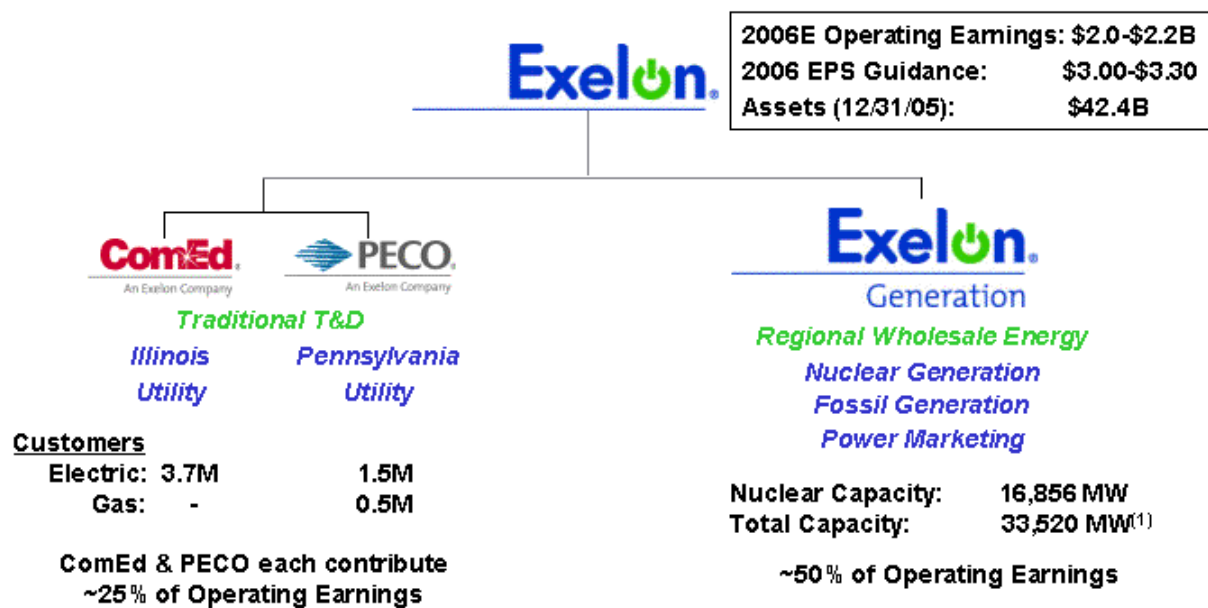 Exelon®
2006E Operating Earnings: $2.0-$2.2B
2006 EPS Guidance: $3.00-$3.30
Assets (12/31/05): $42.4B
ComEd®
An Exelon Company
PECO®
An Exelon Company
Traditional T&D
Illinois Pennsylvania
Utility Utility
Customers
Electric: 3.7M 1.5M
Gas: - 0.5M
ComEd & PECO each contribute
~25% of Operating Earnings
Exelon®
Generation
Regional Wholesale Energy
Nuclear Generation
Fossil Generation
Power Marketing
Nuclear Capacity: 16,856 MW
Total Capacity: 33,520 MW(1)
~50% of Operating Earnings